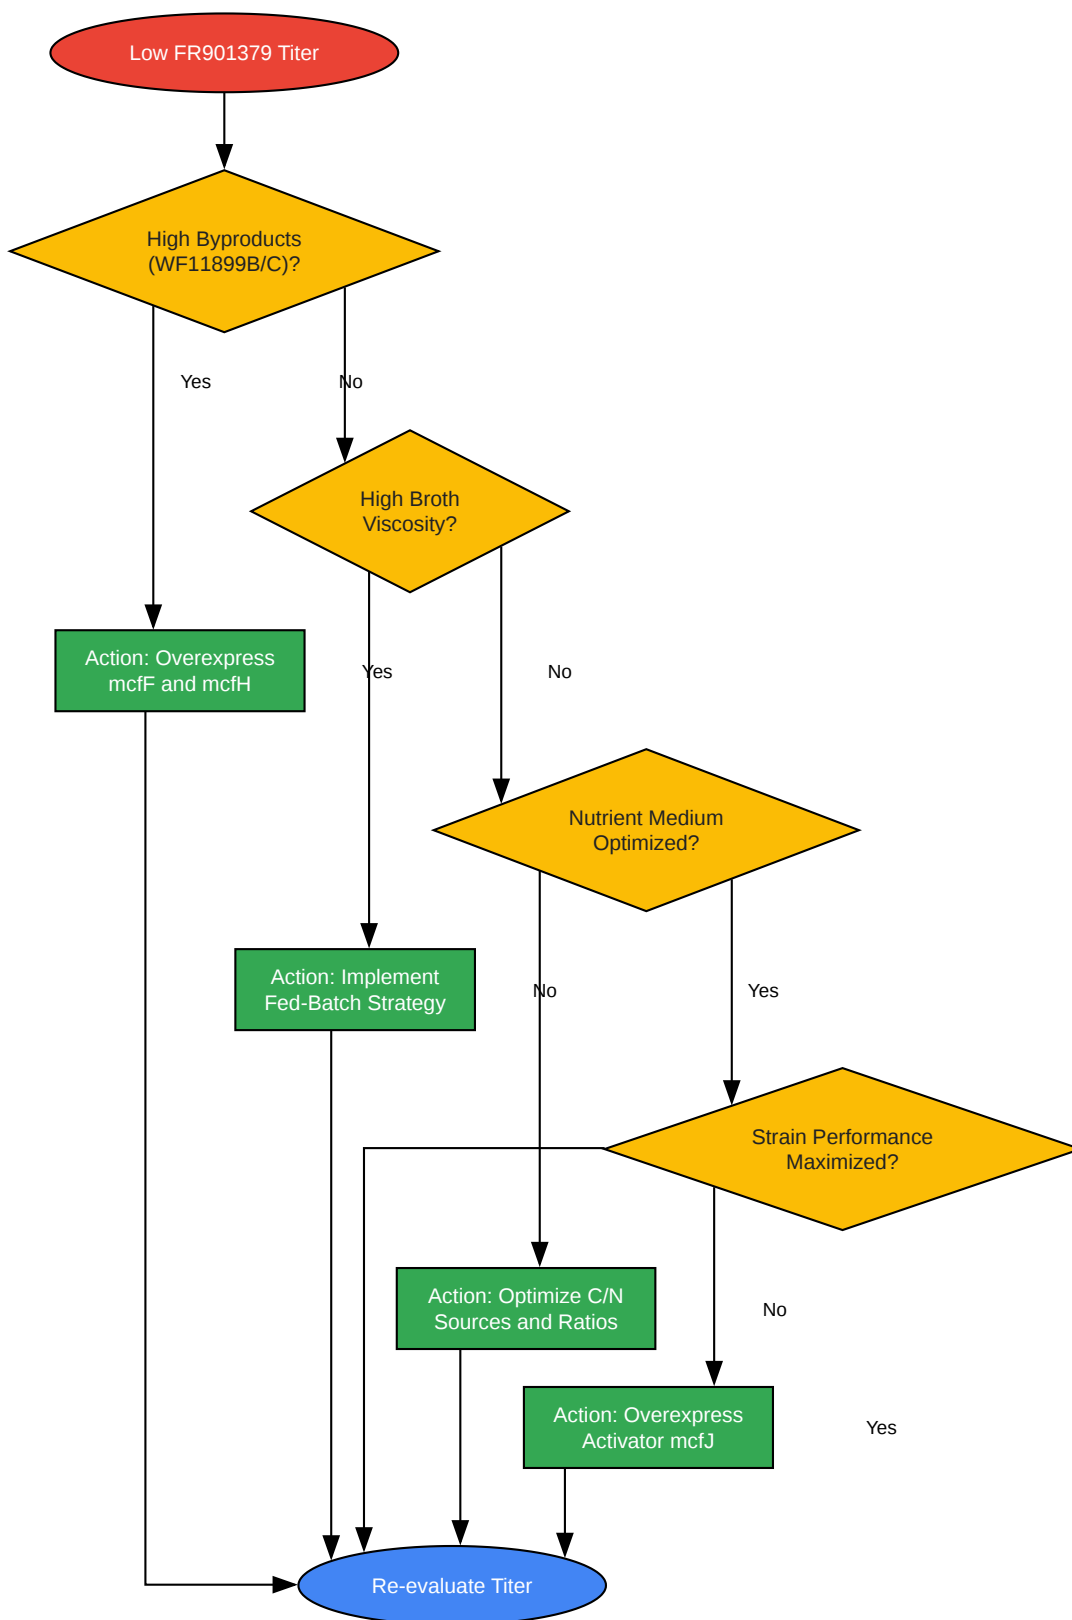 Low FR901379 Titer
High Byproducts
(WF11899B/C)?
Yes
No
High Broth
Viscosity?
Action: Overexpress
mcfF and mcfH
Yes
No
Nutrient Medium
Optimized?
Action: Implement
Fed-Batch Strategy
No
Yes
Strain Performance
Maximized?
Action: Optimize C/N
Sources and Ratios
No
Action: Overexpress
Activator mcfJ
Yes
Re-evaluate Titer